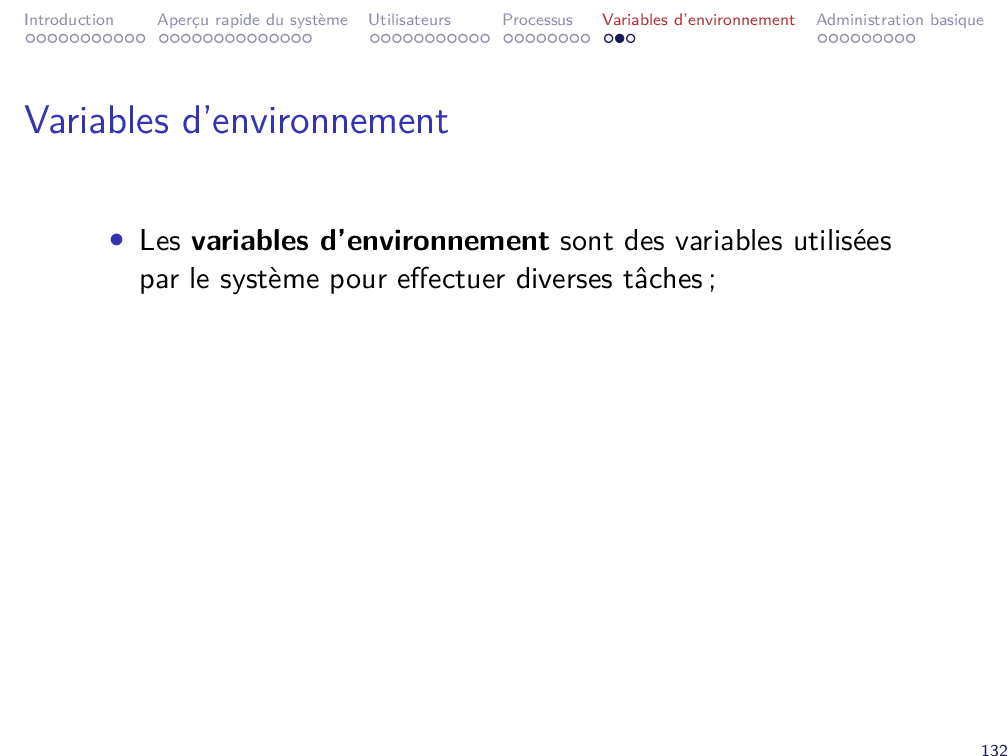 Introduction Aperçu rapide du système Utilisateurs Processus Variables d'environnement Administration basique
Variables d'environnement
• Les variables d'environnement sont des variables utilisées
par le système pour effectuer diverses tâches ;
132